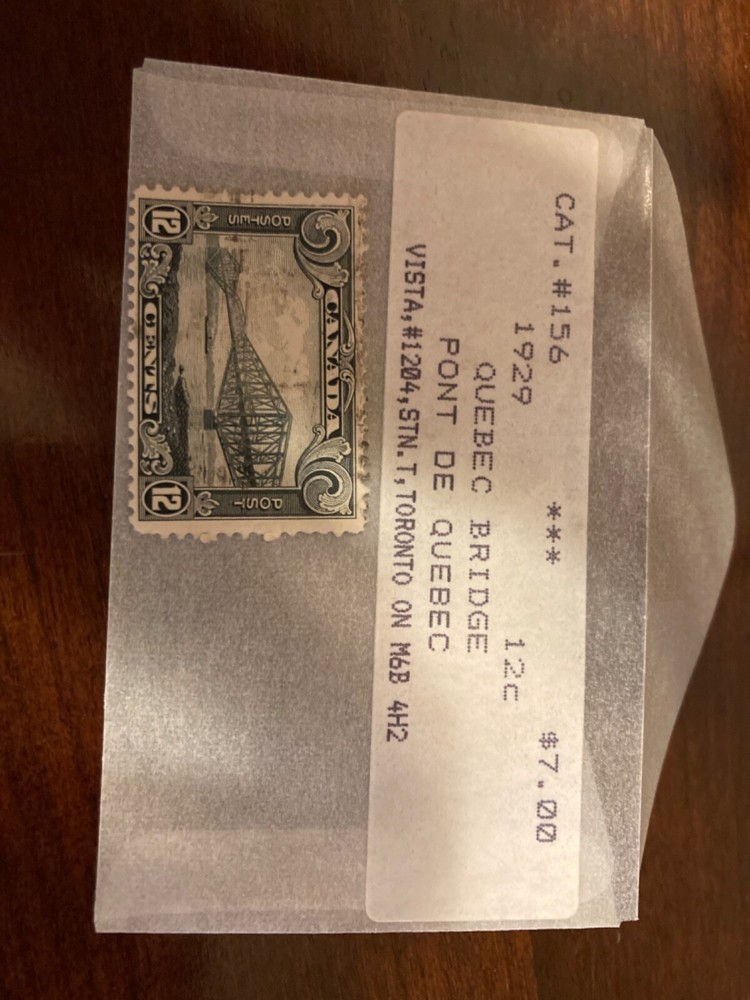 CAT.#156 *** $7.00
1929 12c
QUEBEC BRIDGE
PONT DE QUEBEC
VISTA,#1204,STN.T,TORONTO ON M6B 4H2
CANADA
POSTES POST
12 CENTS 12